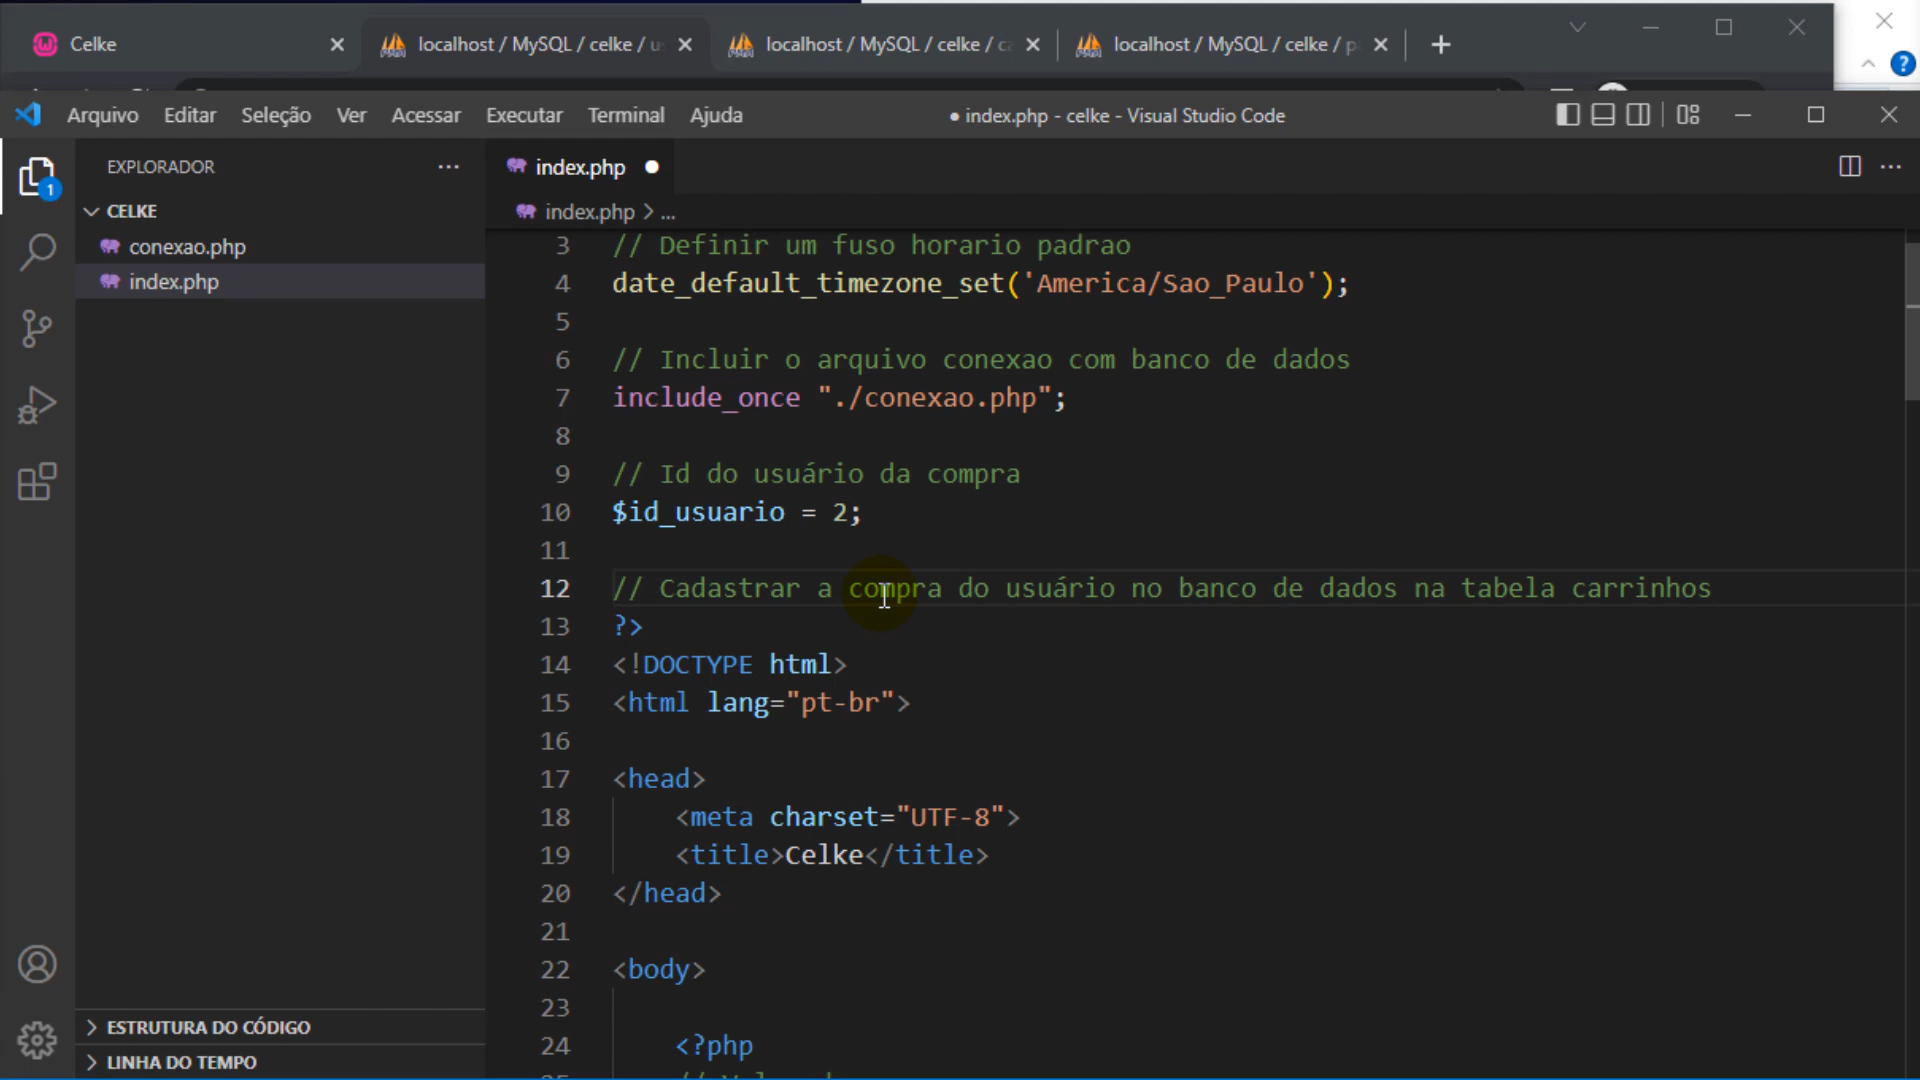 Celke
localhost / MySQL / celke / u
localhost / MySQL / celke / c
localhost / MySQL / celke / p
Arquivo Editar Seleção Ver Acessar Executar Terminal Ajuda
● index.php - celke - Visual Studio Code
EXPLORADOR
index.php
CELKE
index.php > ...
conexao.php
index.php
1
3 // Definir um fuso horario padrao
4 date_default_timezone_set('America/Sao_Paulo');
5
6 // Incluir o arquivo conexao com banco de dados
7 include_once "./conexao.php";
8
9 // Id do usuário da compra
10 $id_usuario = 2;
11
12 // Cadastrar a compra do usuário no banco de dados na tabela carrinhos
13 ?>
14 <!DOCTYPE html>
15 <html lang="pt-br">
16
17 <head>
18 <meta charset="UTF-8">
19 <title>Celke</title>
20 </head>
21
22 <body>
23
24 <?php
ESTRUTURA DO CÓDIGO
LINHA DO TEMPO